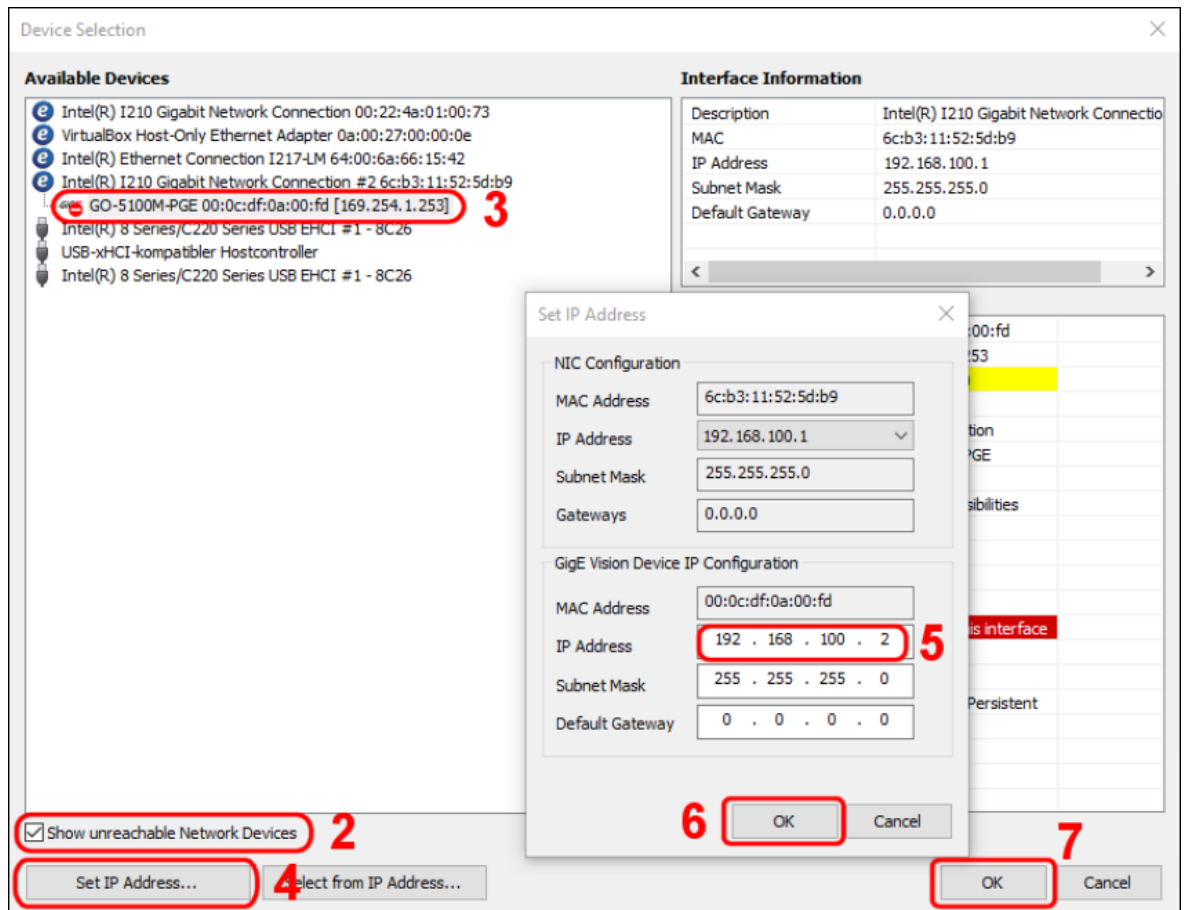 Device Selection
Available Devices
Intel(R) I210 Gigabit Network Connection 00:22:4a:01:00:73
VirtualBox Host-Only Ethernet Adapter 0a:00:27:00:00:0e
Intel(R) Ethernet Connection I217-LM 64:00:6a:66:15:42
Intel(R) I210 Gigabit Network Connection #2 6c:b3:11:52:5d:b9
GO-5100M-PGE 00:0c:df:0a:00:fd [169.254.1.253]
3
Intel(R) 8 Series/C220 Series USB EHCI #1 - 8C26
USB-xHCI-kompatibler Hostcontroller
Intel(R) 8 Series/C220 Series USB EHCI #1 - 8C26
Interface Information
Description Intel(R) I210 Gigabit Network Connectio
MAC 6c:b3:11:52:5d:b9
IP Address 192.168.100.1
Subnet Mask 255.255.255.0
Default Gateway 0.0.0.0
Set IP Address
NIC Configuration
MAC Address 6c:b3:11:52:5d:b9
IP Address 192.168.100.1
Subnet Mask 255.255.255.0
Gateways 0.0.0.0
GigE Vision Device IP Configuration
MAC Address 00:0c:df:0a:00:fd
IP Address 192 . 168 . 100 . 2
5
Subnet Mask 255 . 255 . 255 . 0
Default Gateway 0 . 0 . 0 . 0
6
OK Cancel
:00:fd
253
tion
PGE
sibilities
is interface
Persistent
Show unreachable Network Devices
2
Set IP Address...
4
elect from IP Address...
7
OK Cancel